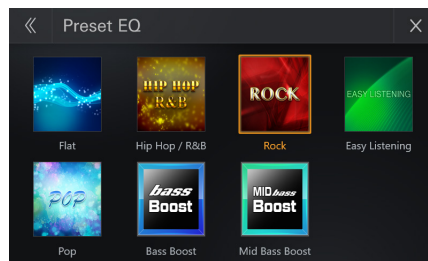 Preset EQ
HIP HOP
R&B
ROCK
EASY LISTENING
Flat
Hip Hop / R&B
Rock
Easy Listening
POP
bass
Boost
MID bass
Boost
Pop
Bass Boost
Mid Bass Boost